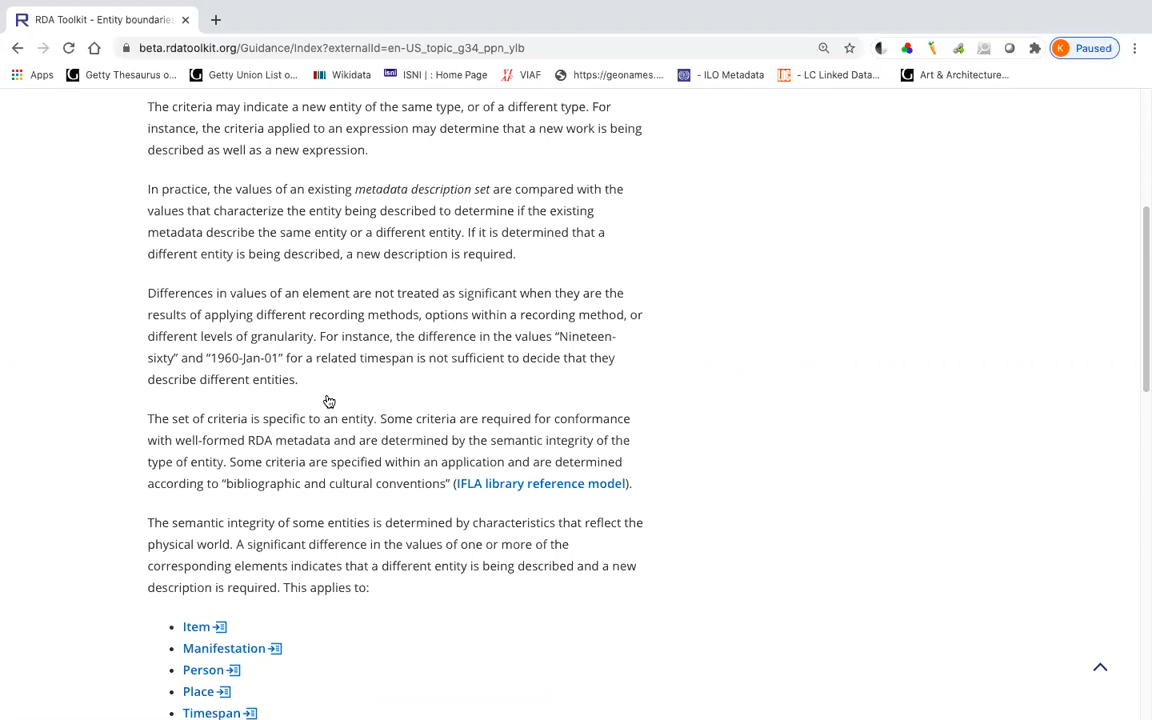 RDA Toolkit - Entity boundaries
beta.rdatoolkit.org/Guidance/Index?externalId=en-US_topic_g34_ppn_ylb
K Paused
Apps Getty Thesaurus o... Getty Union List o... Wikidata ISNI | : Home Page VIAF https://geonames.... - ILO Metadata - LC Linked Data... Art & Architecture...
The criteria may indicate a new entity of the same type, or of a different type. For
instance, the criteria applied to an expression may determine that a new work is being
described as well as a new expression.
In practice, the values of an existing metadata description set are compared with the
values that characterize the entity being described to determine if the existing
metadata describe the same entity or a different entity. If it is determined that a
different entity is being described, a new description is required.
Differences in values of an element are not treated as significant when they are the
results of applying different recording methods, options within a recording method, or
different levels of granularity. For instance, the difference in the values “Nineteen-
sixty” and “1960-Jan-01” for a related timespan is not sufficient to decide that they
describe different entities.
The set of criteria is specific to an entity. Some criteria are required for conformance
with well-formed RDA metadata and are determined by the semantic integrity of the
type of entity. Some criteria are specified within an application and are determined
according to “bibliographic and cultural conventions” (IFLA library reference model).
The semantic integrity of some entities is determined by characteristics that reflect the
physical world. A significant difference in the values of one or more of the
corresponding elements indicates that a different entity is being described and a new
description is required. This applies to:
• Item
• Manifestation
• Person
• Place
• Timespan